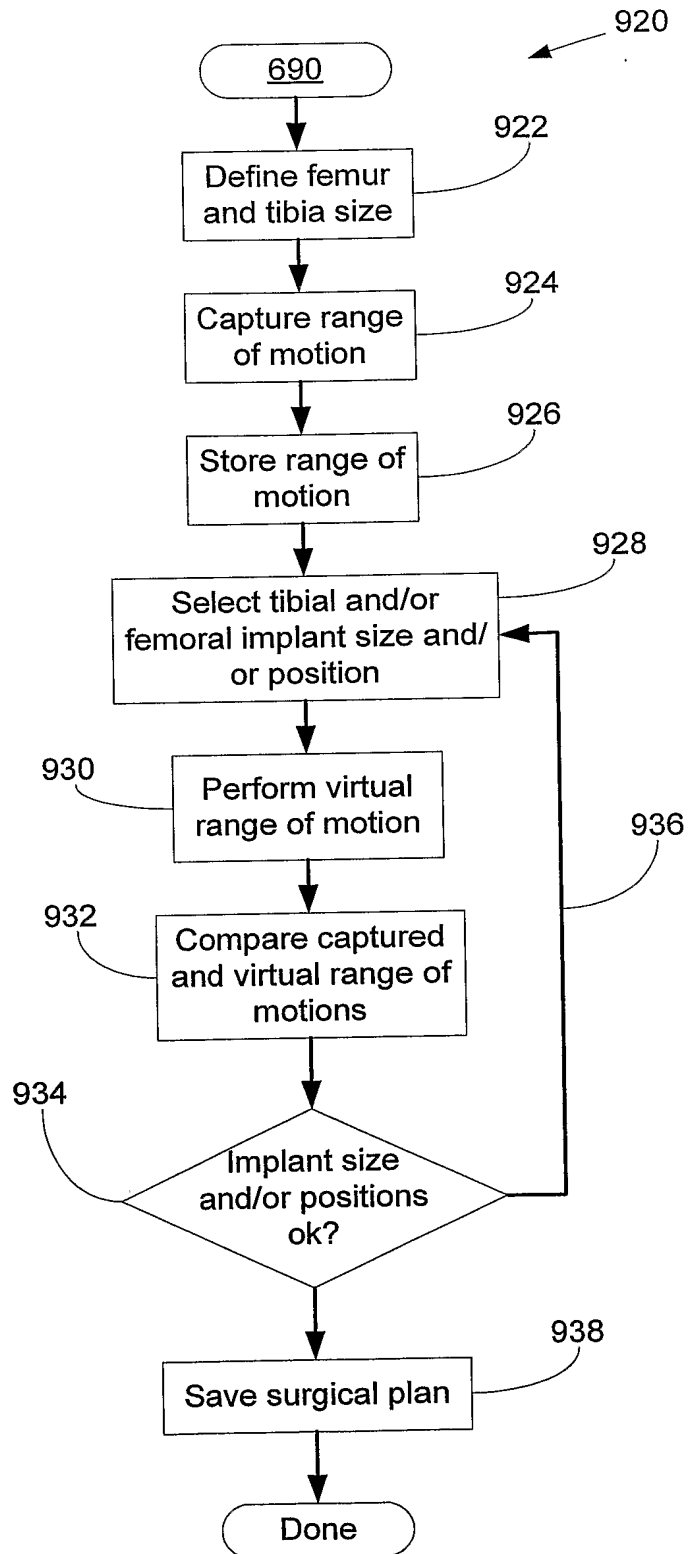 920
690
922
Define femur
and tibia size
924
Capture range
of motion
926
Store range of
motion
928
Select tibial and/or
femoral implant size and/
or position
930
Perform virtual
range of motion
936
932
Compare captured
and virtual range of
motions
934
Implant size
and/or positions
ok?
938
Save surgical plan
Done